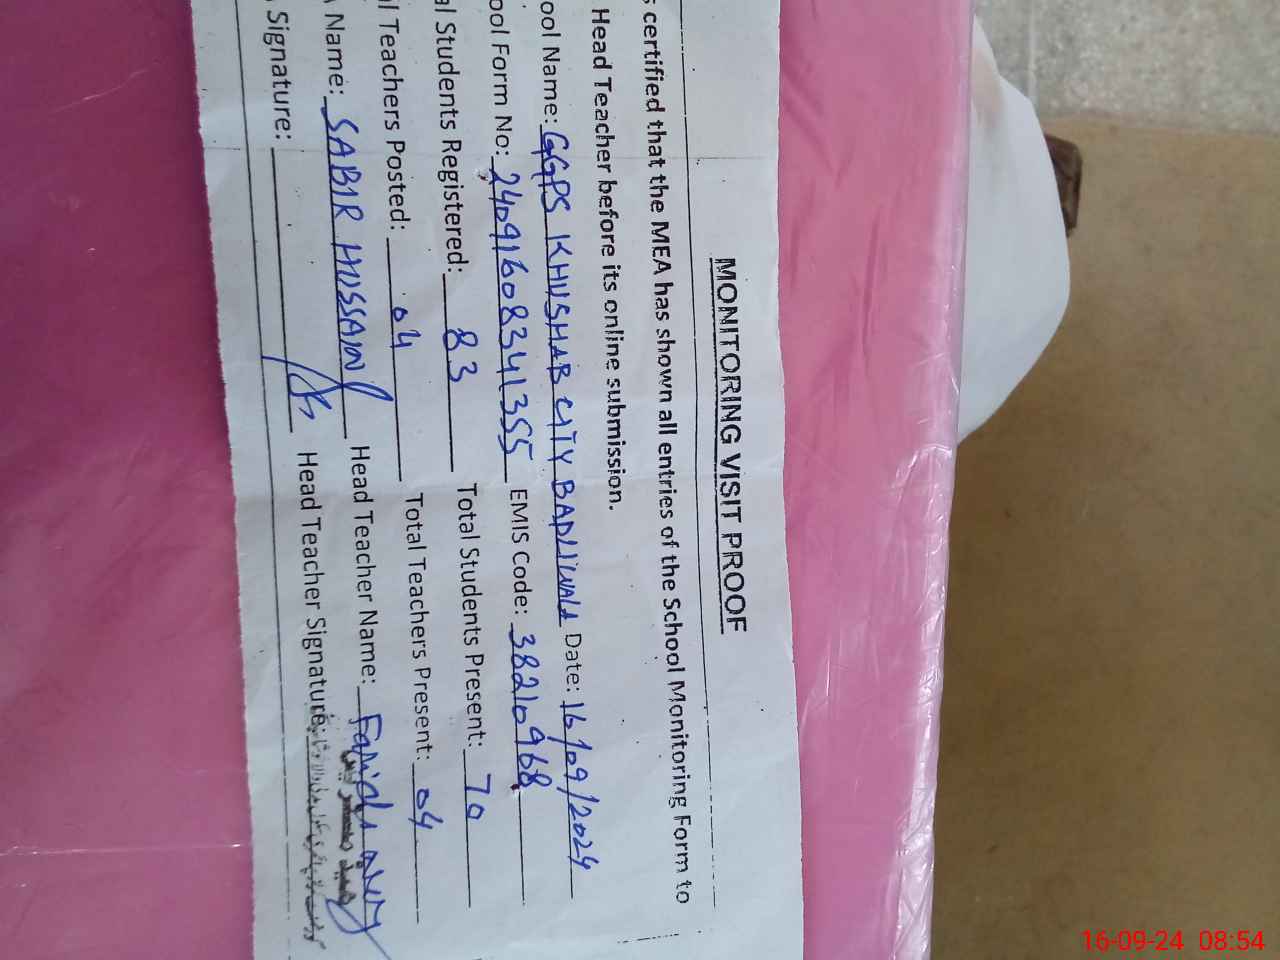 MONITORING VISIT PROOF
s certified that the MEA has shown all entries of the School Monitoring Form to
Head Teacher before its online submission.
ool Name: GGPS KHUSHAB CITY BADLIWALA Date: 16/09/2024
ool Form No: 24091608341355 EMIS Code: 38210968
al Students Registered: 83 Total Students Present: 70
l Teachers Posted: 04 Total Teachers Present: 04
A Name: SABIR HUSSAIN Head Teacher Name: Farida
Signature: Head Teacher Signature:
16-09-24 08:54